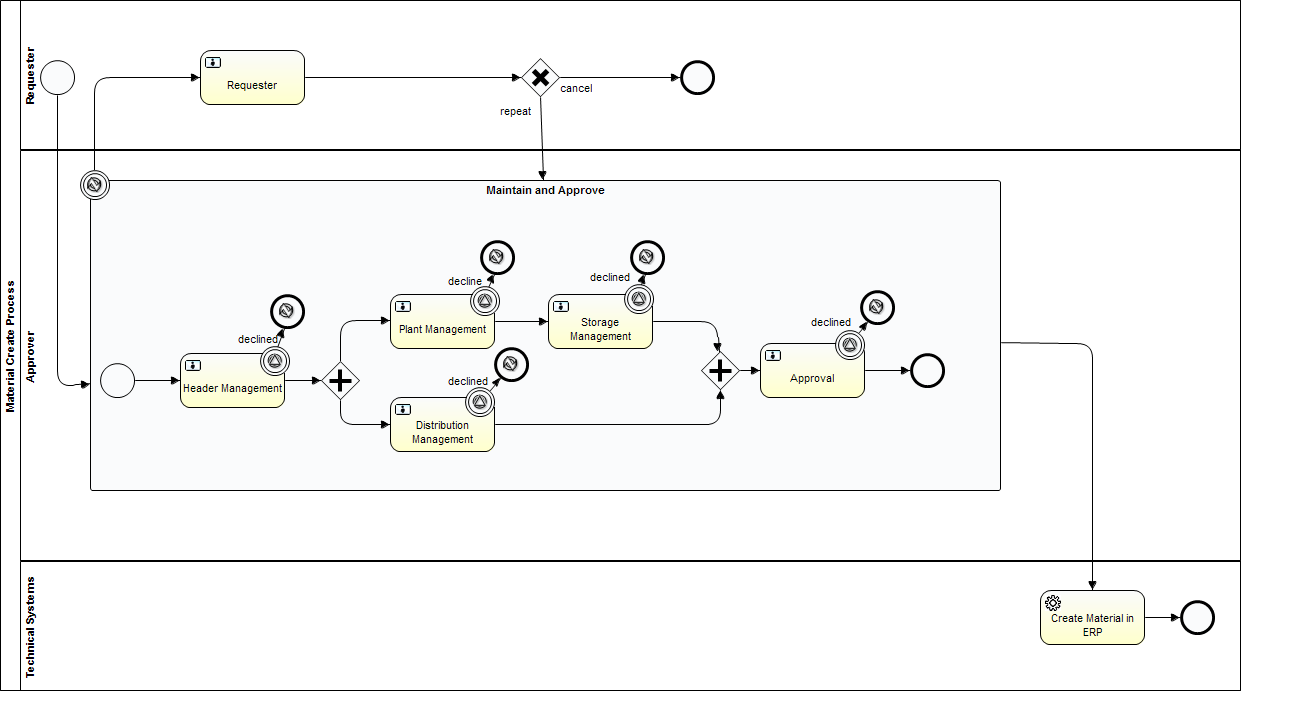 Material Create Process
Requester
Requester
cancel
repeat
Approver
Maintain and Approve
decline
declined
Plant Management
Storage
Management
declined
declined
Header Management
declined
Distribution
Management
declined
Approval
Technical Systems
Create Material in
ERP